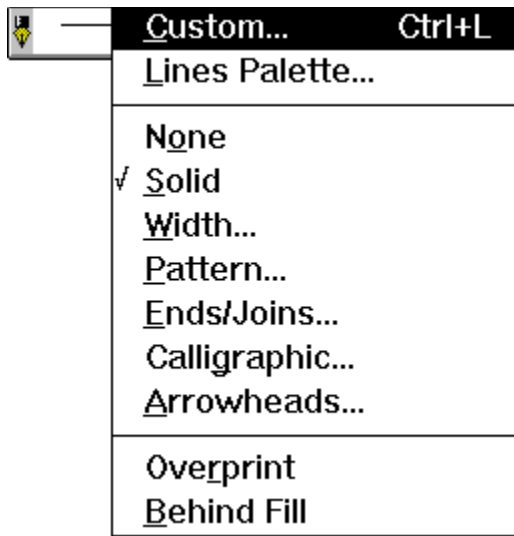 Custom... Ctrl+L
Lines Palette...
None
√ Solid
Width...
Pattern...
Ends/Joins...
Calligraphic...
Arrowheads...
Overprint
Behind Fill